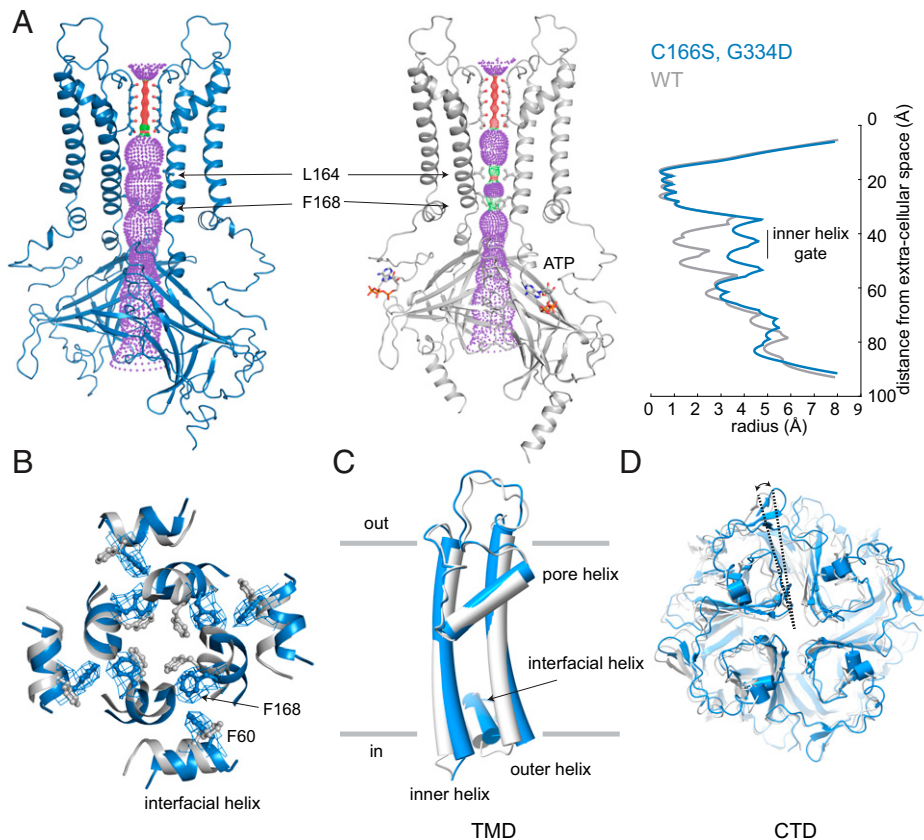 A
L164
F168
ATP
C166S, G334D
WT
0
20
40
60
80
100
distance from extra-cellular space (Å)
inner helix
gate
0 1 2 3 4 5 6 7 8 9
radius (Å)
B
F168
F60
interfacial helix
C
out
pore helix
interfacial helix
in
outer helix
inner helix
TMD
D
CTD